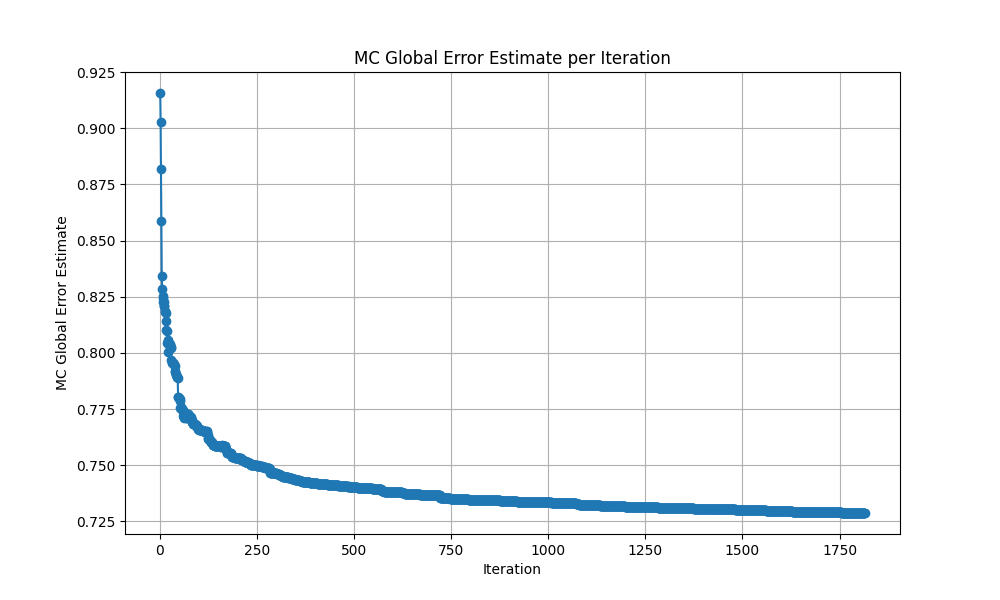 MC Global Error Estimate per Iteration
MC Global Error Estimate
0.925
0.900
0.875
0.850
0.825
0.800
0.775
0.750
0.725
0 250 500 750 1000 1250 1500 1750
Iteration